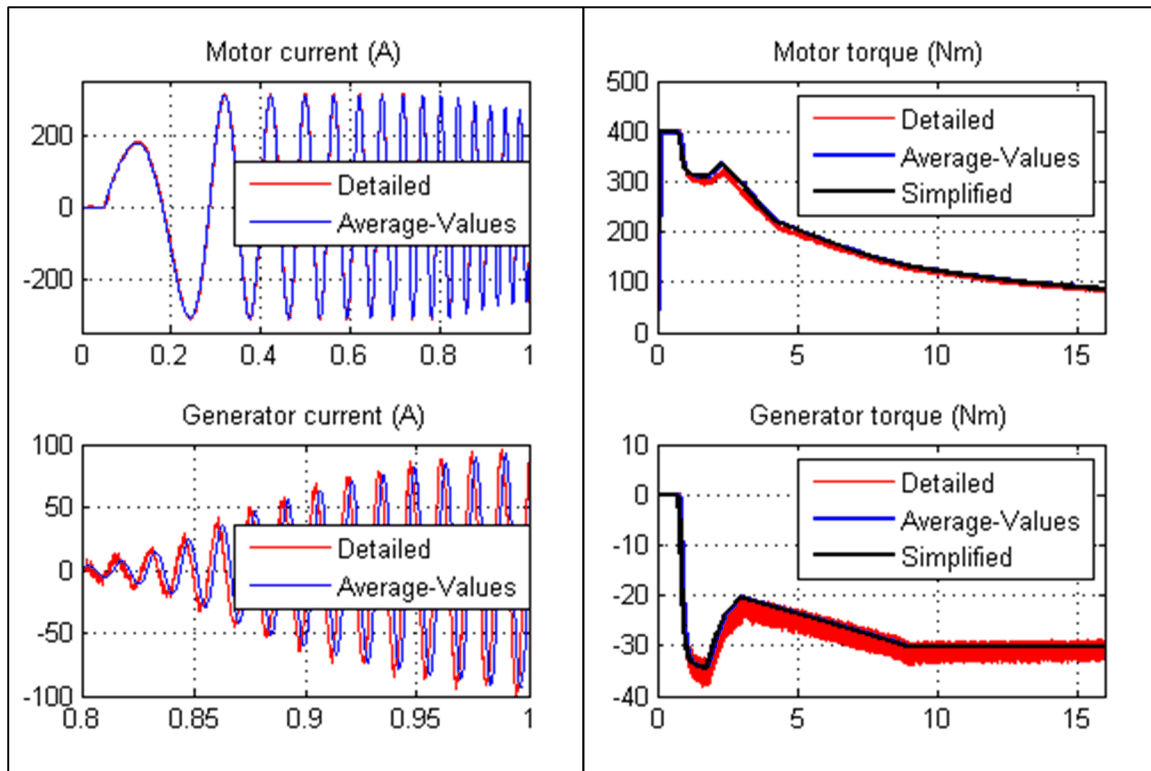 Motor current (A)
200
0
-200
0 0.2 0.4 0.6 0.8 1
Detailed
Average-Values
Motor torque (Nm)
500
400
300
200
100
0
0 5 10 15
Detailed
Average-Values
Simplified
Generator current (A)
100
50
0
-50
-100
0.8 0.85 0.9 0.95 1
Detailed
Average-Values
Generator torque (Nm)
10
0
-10
-20
-30
-40
0 5 10 15
Detailed
Average-Values
Simplified